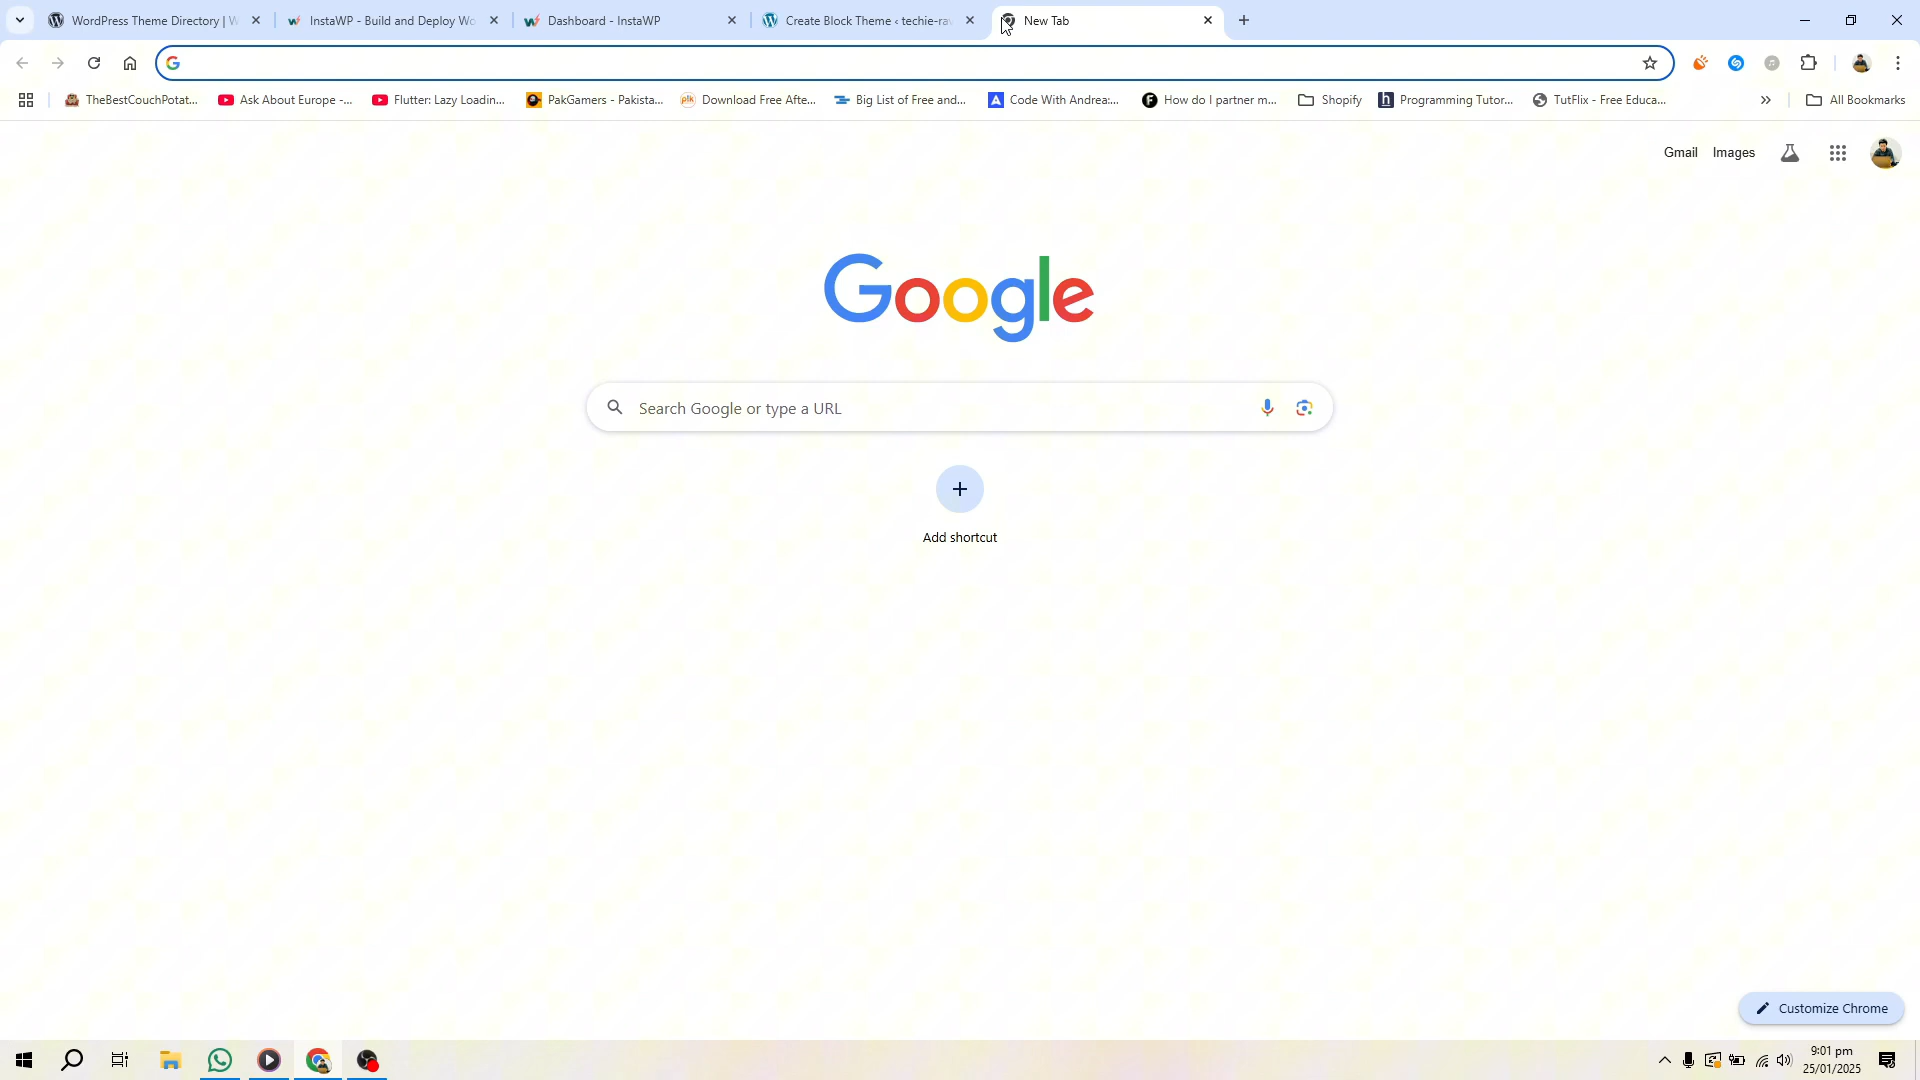 WordPress Theme Directory | W
InstaWP - Build and Deploy Wo
Dashboard - InstaWP
Create Block Theme ‹ techie-rav
New Tab
TheBestCouchPotat...
Ask About Europe -...
Flutter: Lazy Loadin...
PakGamers - Pakista...
Download Free Afte...
Big List of Free and...
Code With Andrea:...
How do I partner m...
Shopify
Programming Tutor...
TutFlix - Free Educa...
All Bookmarks
Gmail
Images
Google
Search Google or type a URL
Add shortcut
Customize Chrome
9:01 pm
25/01/2025